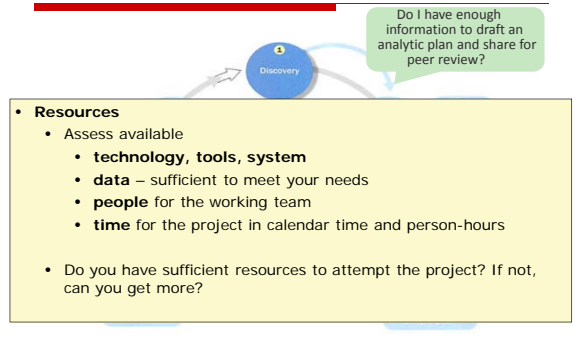 Do I have enough
information to draft an
analytic plan and share for
peer review?
1
Discovery
• Resources
• Assess available
• technology, tools, system
• data – sufficient to meet your needs
• people for the working team
• time for the project in calendar time and person-hours
• Do you have sufficient resources to attempt the project? If not,
can you get more?